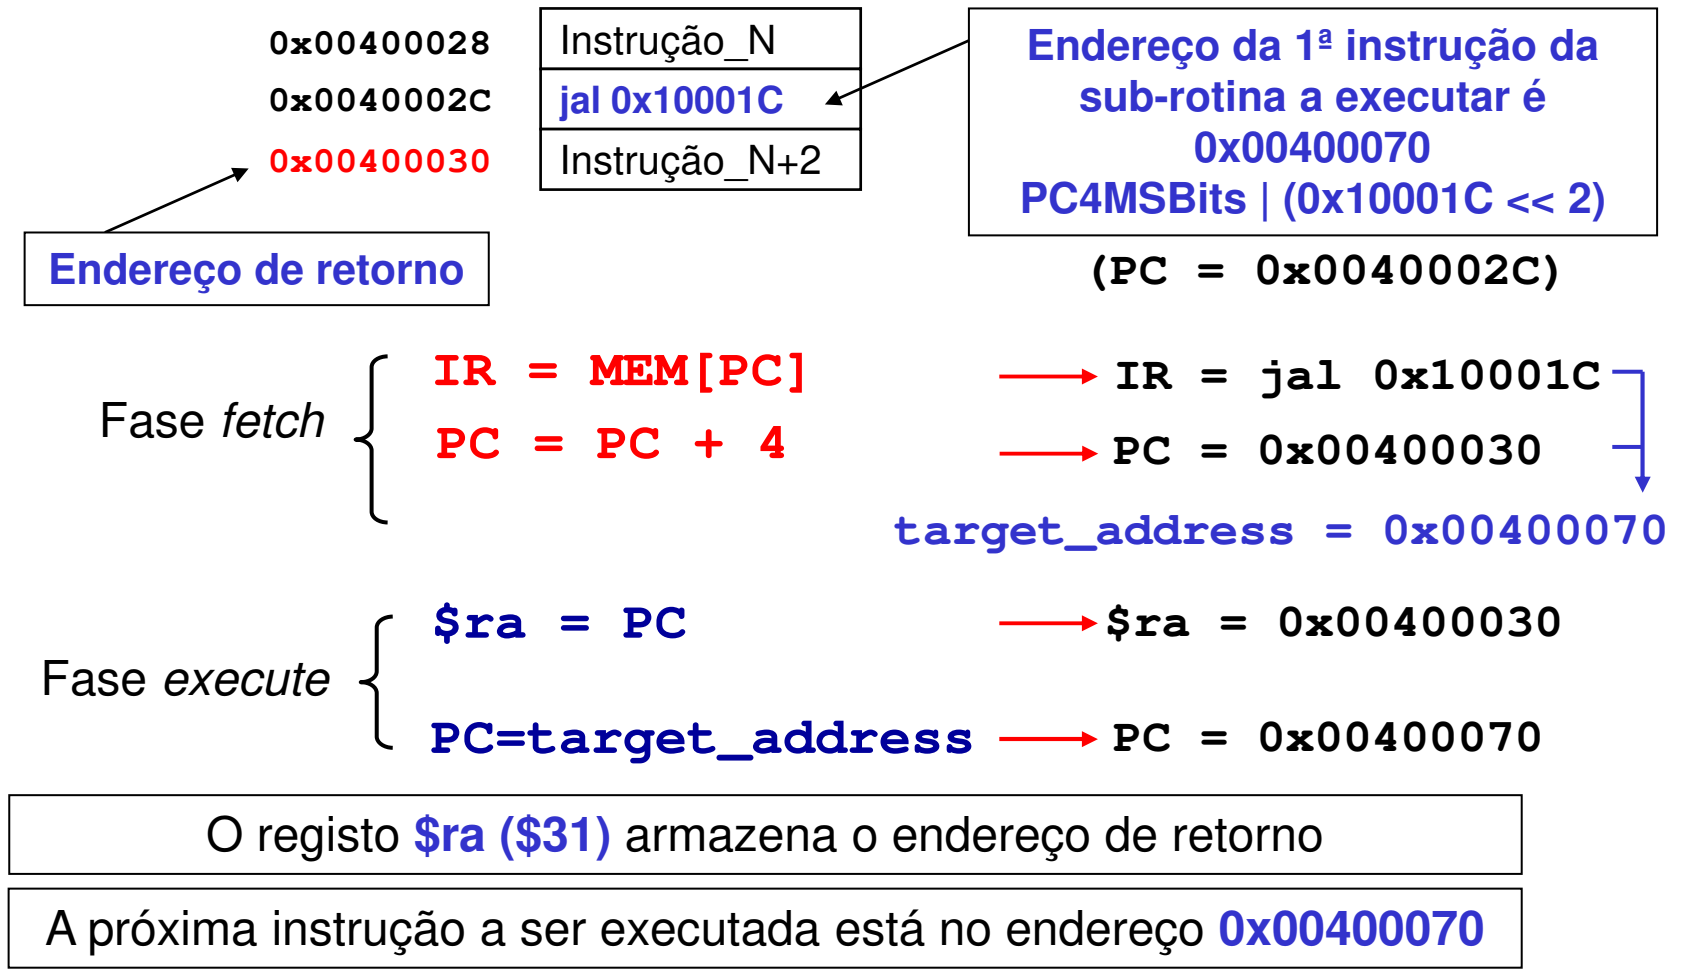 0x00400028 Instrução_N
0x0040002C jal 0x10001C
0x00400030 Instrução_N+2
Endereço da 1ª instrução da
sub-rotina a executar é
0x00400070
PC4MSBits | (0x10001C << 2)
Endereço de retorno
(PC = 0x0040002C)
Fase fetch
IR = MEM[PC] IR = jal 0x10001C
PC = PC + 4 PC = 0x00400030
target_address = 0x00400070
Fase execute
$ra = PC $ra = 0x00400030
PC=target_address PC = 0x00400070
O registo $ra ($31) armazena o endereço de retorno
A próxima instrução a ser executada está no endereço 0x00400070